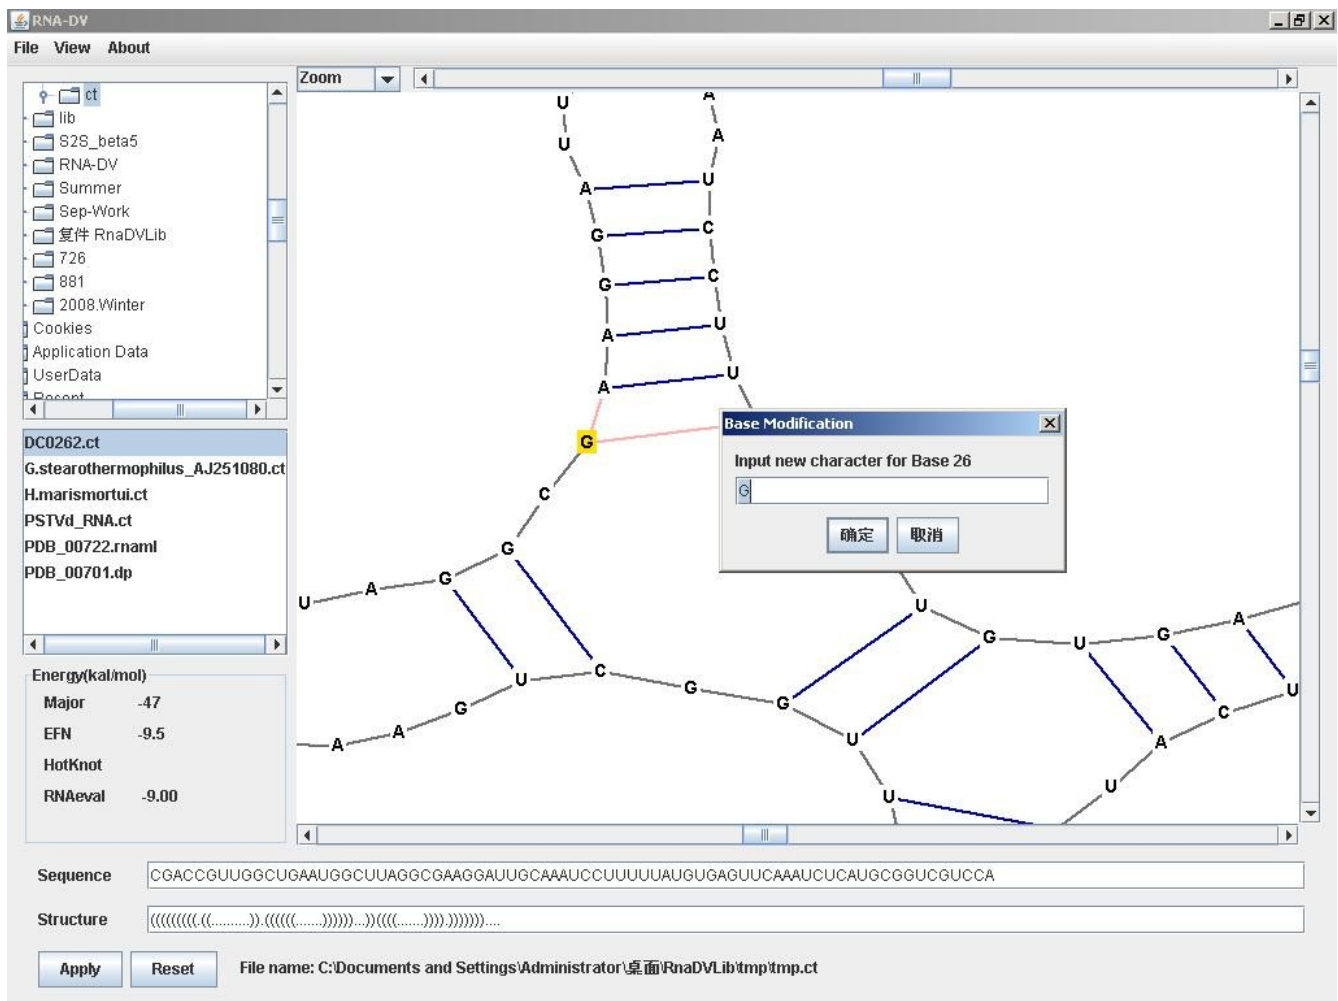 RNA-DV
File View About
Zoom
ct
lib
S2S_beta5
RNA-DV
Summer
Sep-Work
复件 RnaDVLib
726
881
2008.Winter
Cookies
Application Data
UserData
Recent
DC0262.ct
G.stearothermophilus_AJ251080.ct
H.marismortui.ct
PSTVd_RNA.ct
PDB_00722.rnaml
PDB_00701.dp
Energy(kal/mol)
Major -47
EFN -9.5
HotKnot
RNAeval -9.00
U A
U A
A U
G C
G C
A U
A U
G
C
G
U A G
U G U G A
A A G U C G G U A C U
U U
Base Modification
Input new character for Base 26
G
确定 取消
Sequence CGACCGUUGGCUGAAUGGCUUAGGCGAAGGAUUGCAAAUCCUUUUUAUGUGAGUUCAAAUCUCAUGCGGUCGUCCA
Structure (((((((((.((.........)).((((((......))))))...))((((.......)))).)))))))....
Apply Reset File name: C:\Documents and Settings\Administrator\桌面\RnaDVLib\tmp\tmp.ct